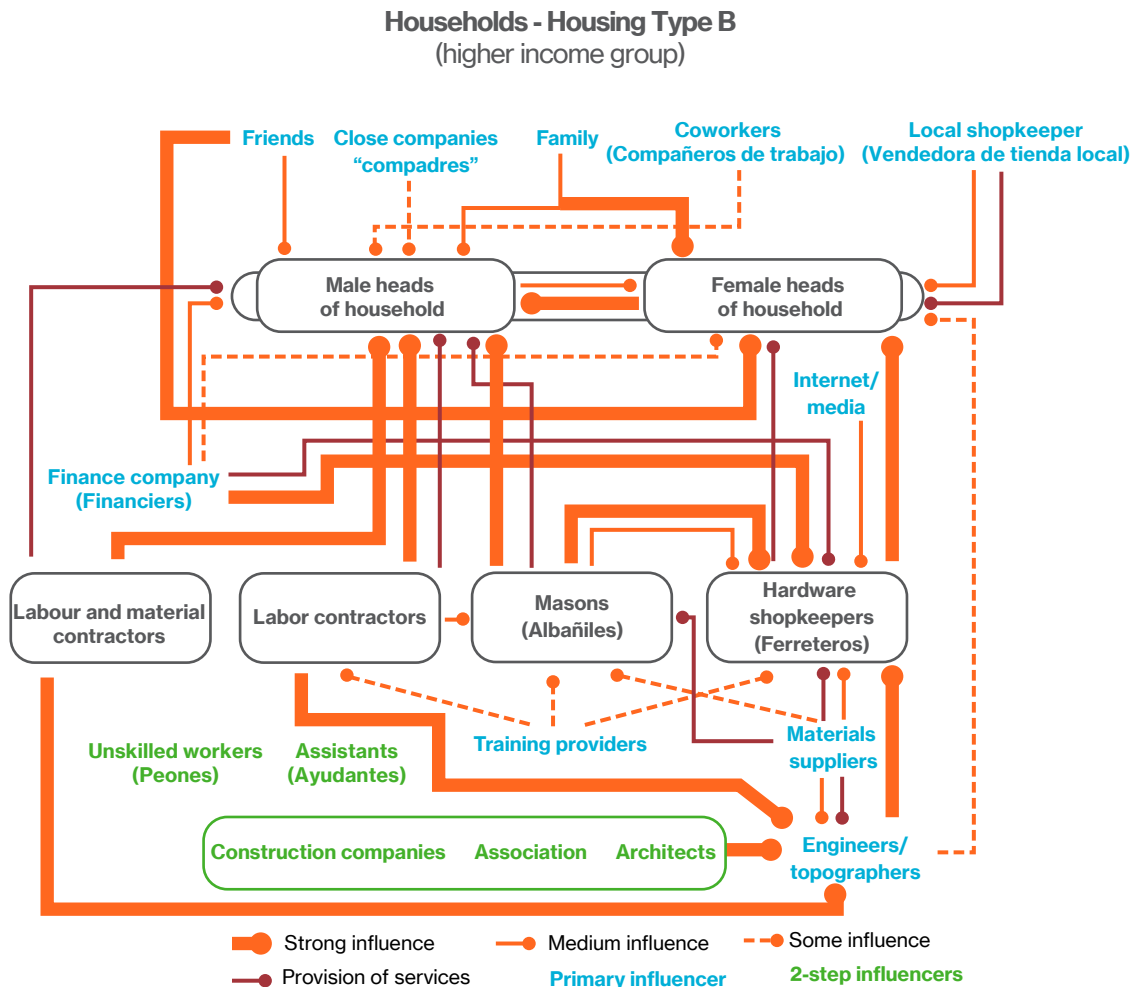 Households - Housing Type B
(higher income group)
Friends
Close companies
“compadres”
Family
Coworkers
(Compañeros de trabajo)
Local shopkeeper
(Vendedora de tienda local)
Male heads
of household
Female heads
of household
Internet/
media
Finance company
(Financiers)
Labour and material
contractors
Labor contractors
Masons
(Albañiles)
Hardware
shopkeepers
(Ferreteros)
Unskilled workers
(Peones)
Assistants
(Ayudantes)
Training providers
Materials
suppliers
Construction companies
Association
Architects
Engineers/
topographers
Strong influence
Medium influence
Some influence
Provision of services
Primary influencer
2-step influencers